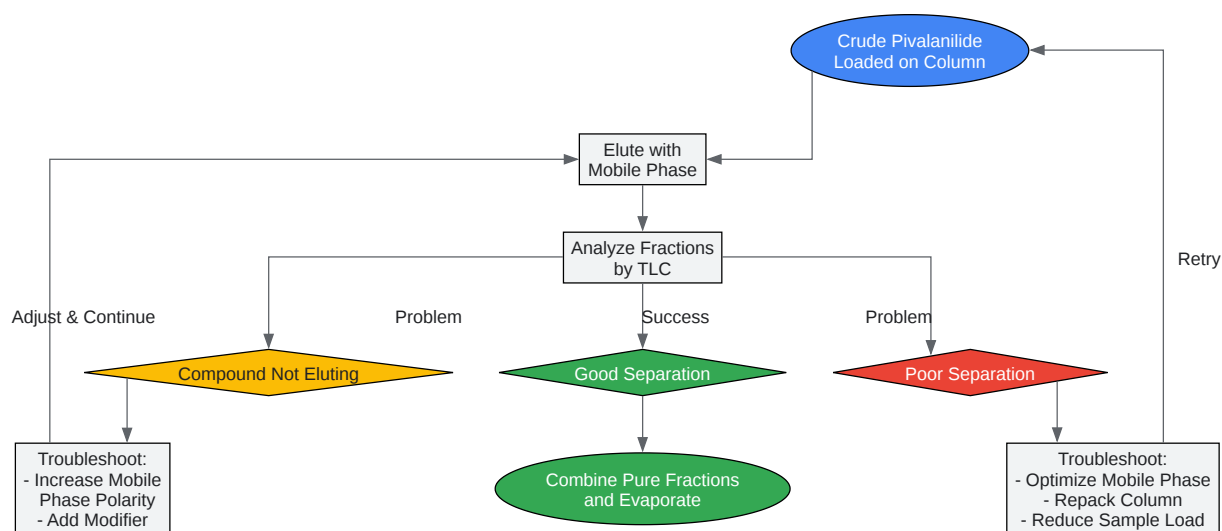 Crude Pivalanilide
Loaded on Column
Elute with
Mobile Phase
Analyze Fractions
by TLC
Retry
Adjust & Continue
Problem
Success
Problem
Compound Not Eluting
Good Separation
Poor Separation
Troubleshoot:
- Increase Mobile
Phase Polarity
- Add Modifier
Combine Pure Fractions
and Evaporate
Troubleshoot:
- Optimize Mobile Phase
- Repack Column
- Reduce Sample Load